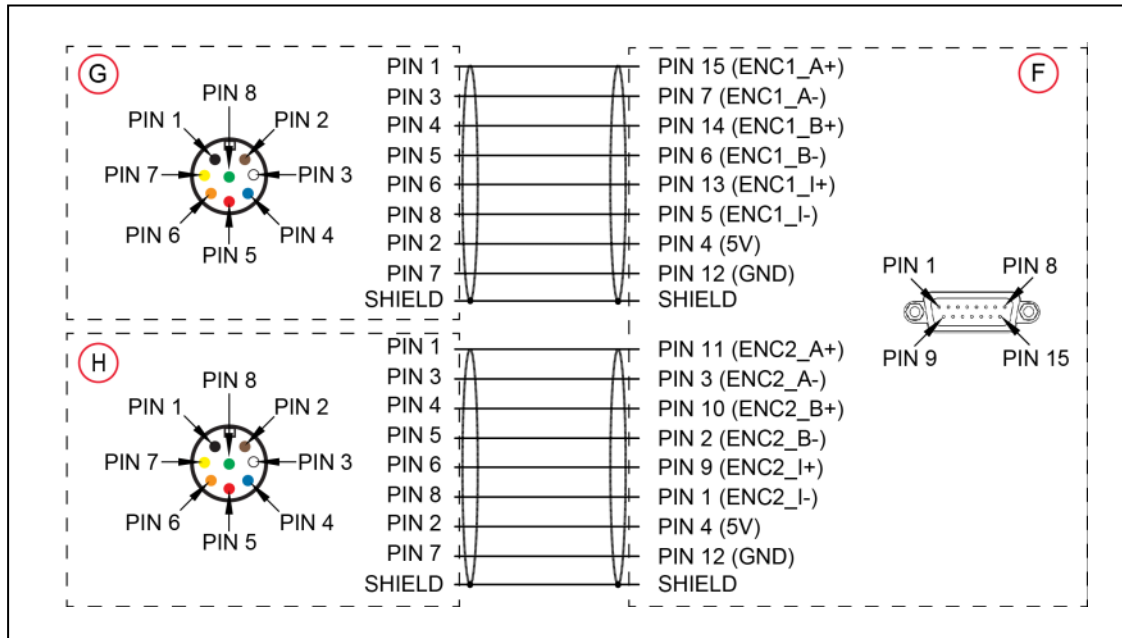 G
PIN 8
PIN 1
PIN 2
PIN 7
PIN 3
PIN 6
PIN 4
PIN 5
PIN 1 PIN 15 (ENC1_A+)
PIN 3 PIN 7 (ENC1_A-)
PIN 4 PIN 14 (ENC1_B+)
PIN 5 PIN 6 (ENC1_B-)
PIN 6 PIN 13 (ENC1_I+)
PIN 8 PIN 5 (ENC1_I-)
PIN 2 PIN 4 (5V)
PIN 7 PIN 12 (GND)
SHIELD SHIELD
H
PIN 8
PIN 1
PIN 2
PIN 7
PIN 3
PIN 6
PIN 4
PIN 5
PIN 1 PIN 11 (ENC2_A+)
PIN 3 PIN 3 (ENC2_A-)
PIN 4 PIN 10 (ENC2_B+)
PIN 5 PIN 2 (ENC2_B-)
PIN 6 PIN 9 (ENC2_I+)
PIN 8 PIN 1 (ENC2_I-)
PIN 2 PIN 4 (5V)
PIN 7 PIN 12 (GND)
SHIELD SHIELD
F
PIN 1 PIN 8
PIN 9 PIN 15